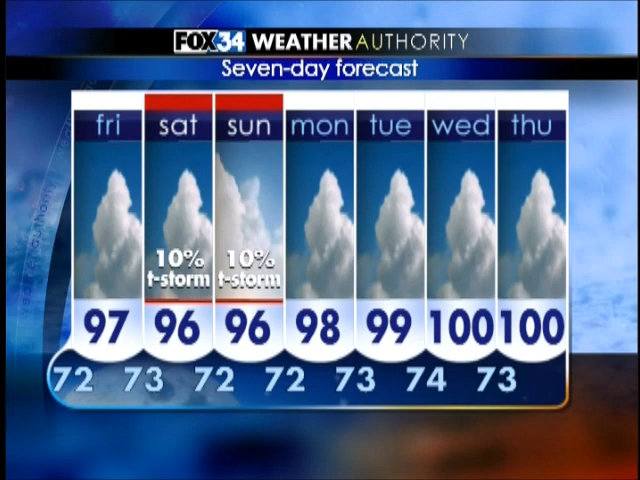 FOX34 WEATHER AUTHORITY
Seven-day forecast
fri sat sun mon tue wed thu
10% 10%
t-storm t-storm
97 96 96 98 99 100 100
72 73 72 72 73 74 73